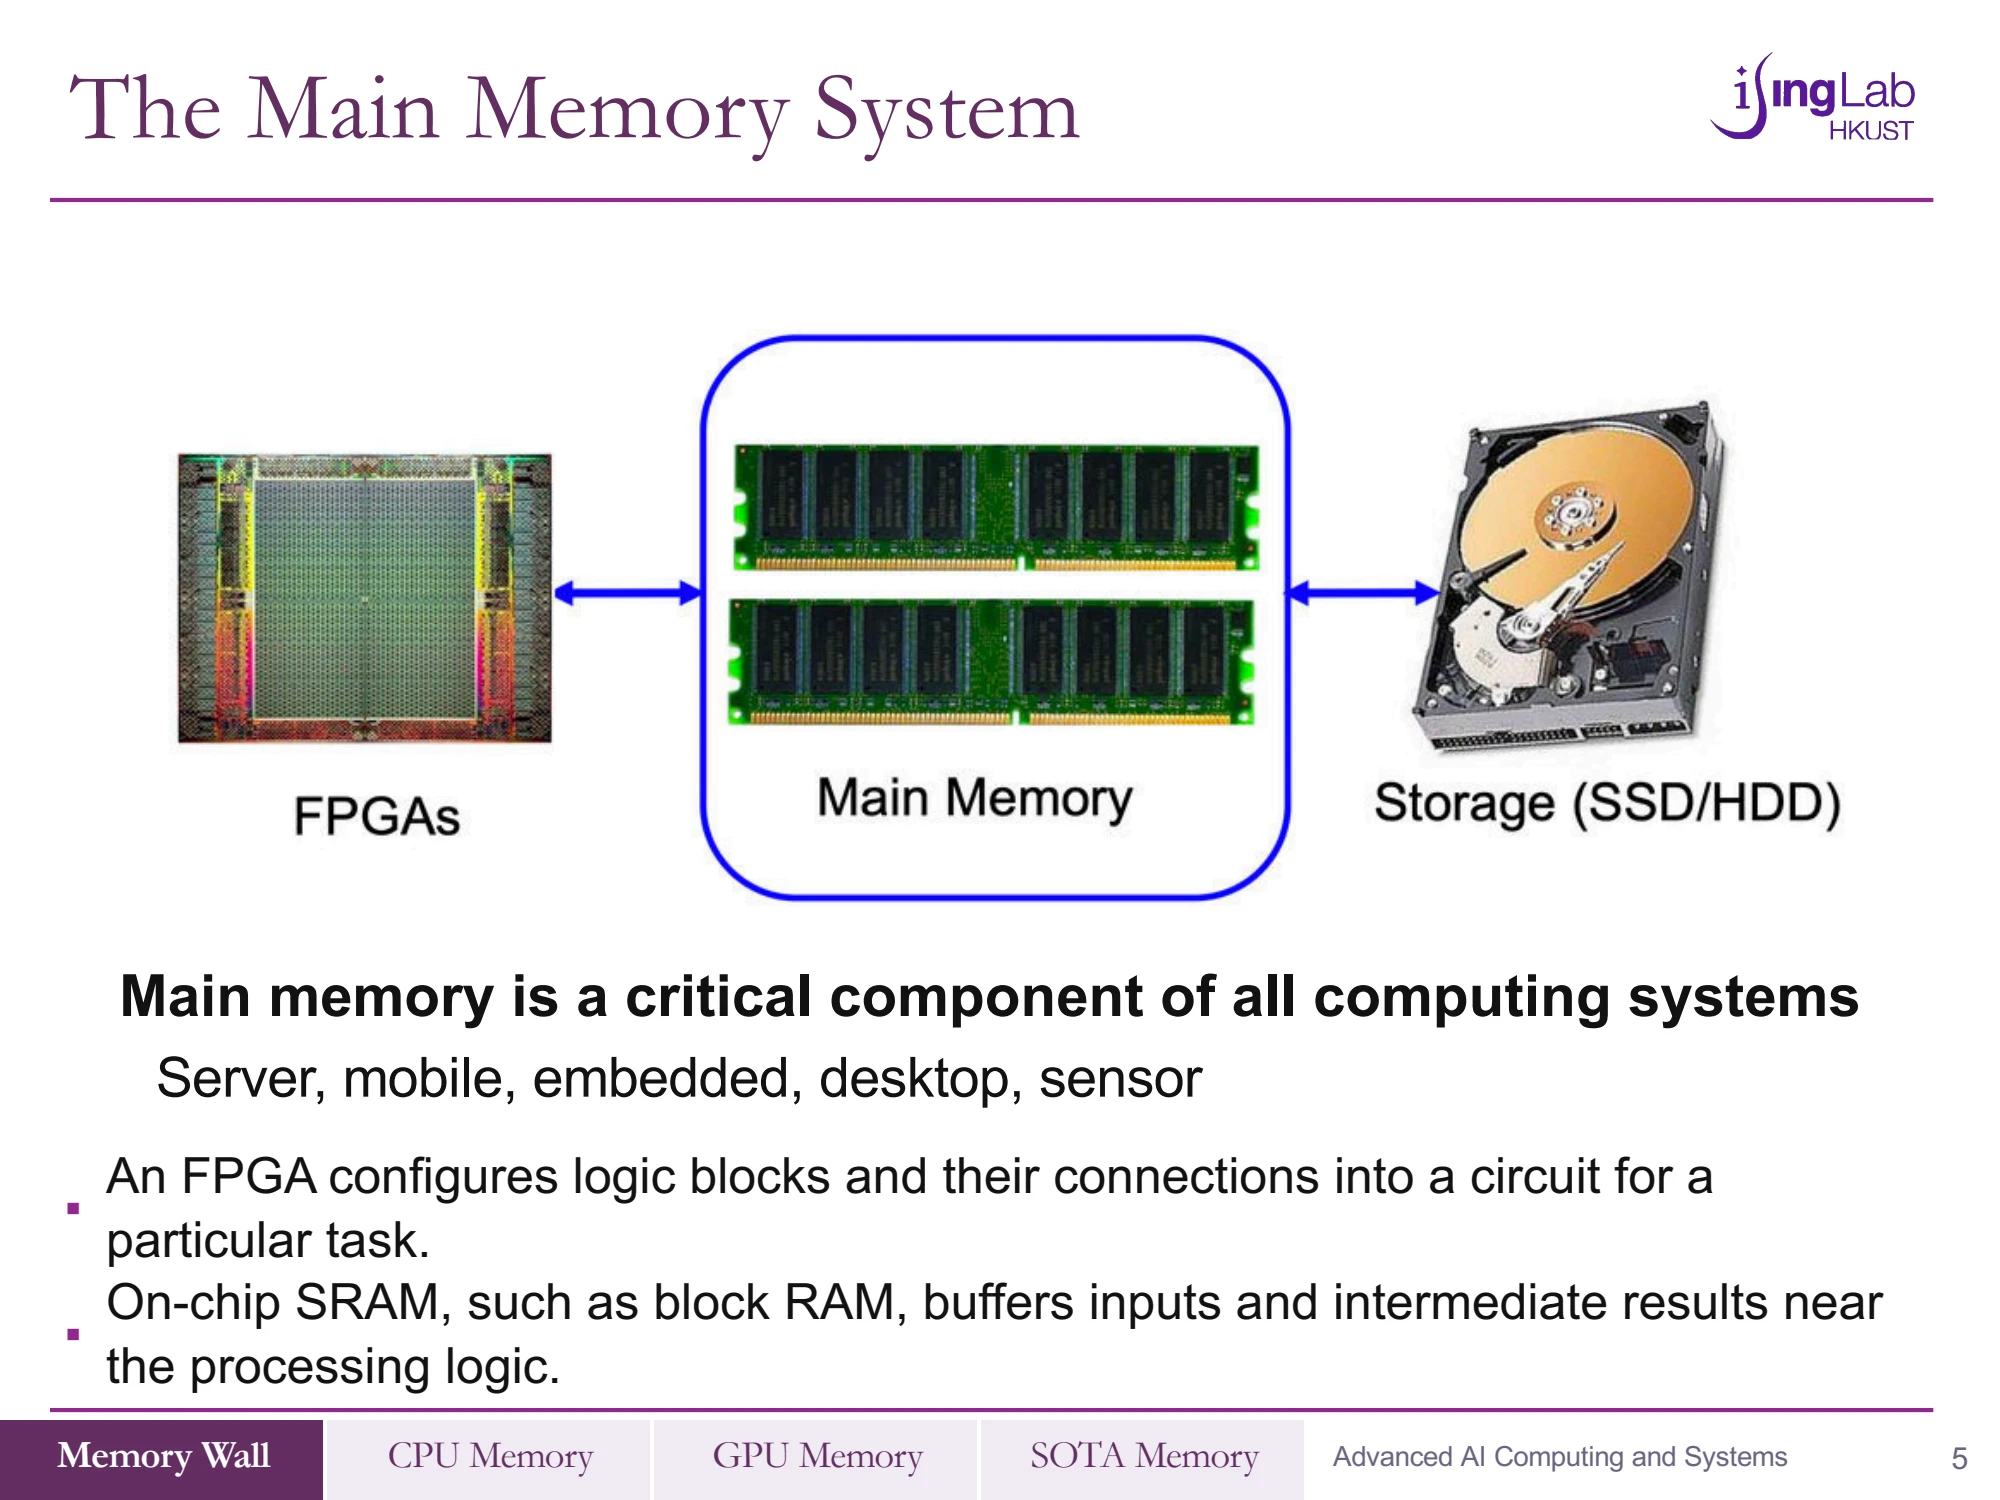 The Main Memory System
isingLab
HKUST
FPGAs
Main Memory
Storage (SSD/HDD)
Main memory is a critical component of all computing systems
Server, mobile, embedded, desktop, sensor
▪ An FPGA configures logic blocks and their connections into a circuit for a
particular task.
▪ On-chip SRAM, such as block RAM, buffers inputs and intermediate results near
the processing logic.
Memory Wall
CPU Memory
GPU Memory
SOTA Memory
Advanced AI Computing and Systems
5